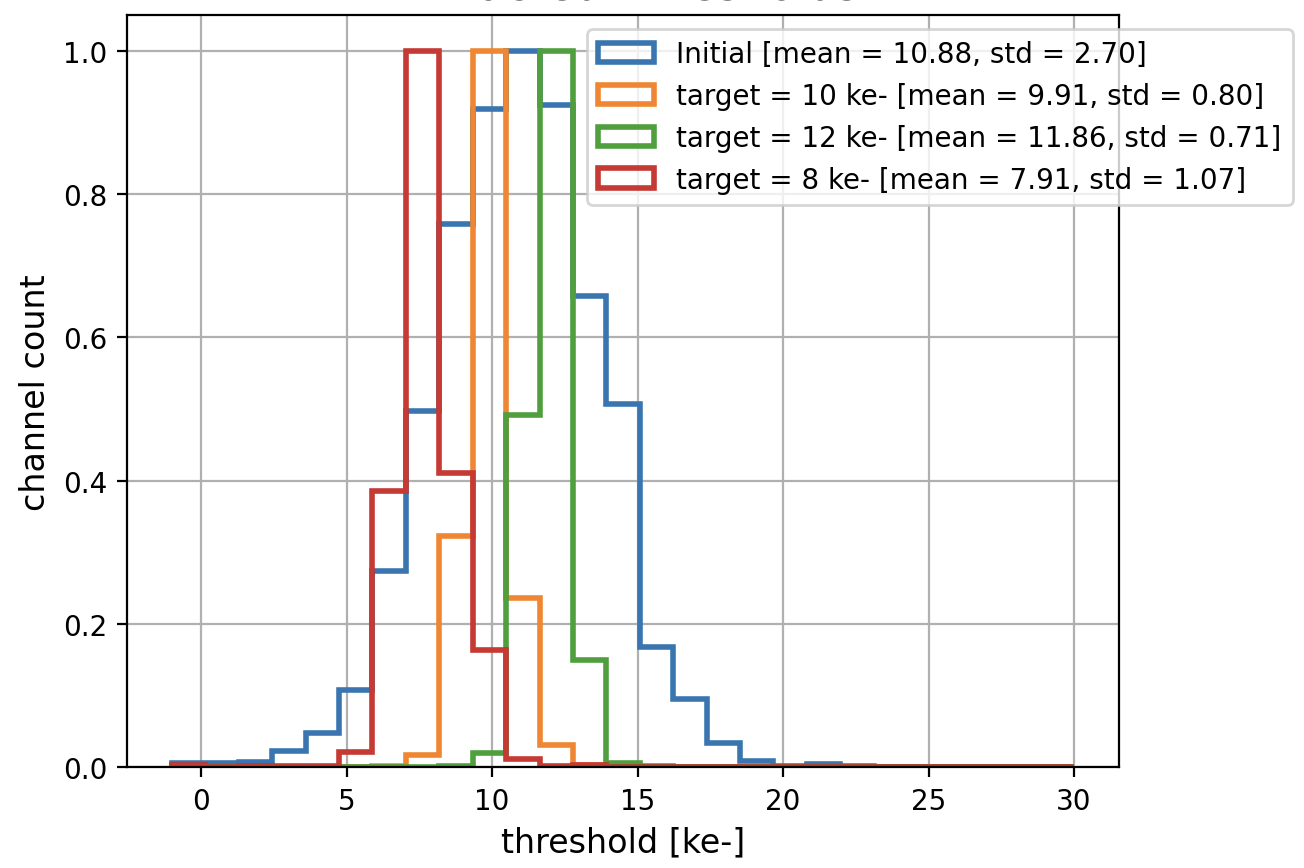 1.0
0.8
0.6
0.4
0.2
0.0
channel count
Initial [mean = 10.88, std = 2.70]
target = 10 ke- [mean = 9.91, std = 0.80]
target = 12 ke- [mean = 11.86, std = 0.71]
target = 8 ke- [mean = 7.91, std = 1.07]
0 5 10 15 20 25 30
threshold [ke-]